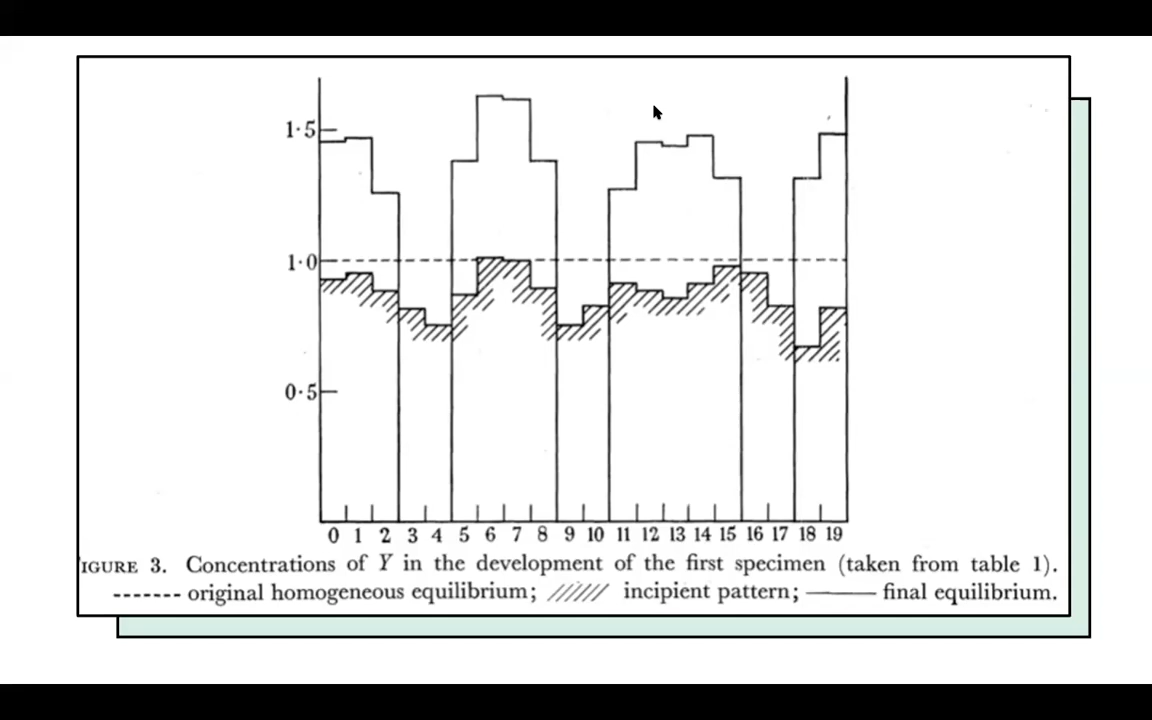 1·5
1·0
0·5
0 1 2 3 4 5 6 7 8 9 10 11 12 13 14 15 16 17 18 19
IGURE 3. Concentrations of Y in the development of the first specimen (taken from table 1).
------- original homogeneous equilibrium; ////// incipient pattern; ——— final equilibrium.